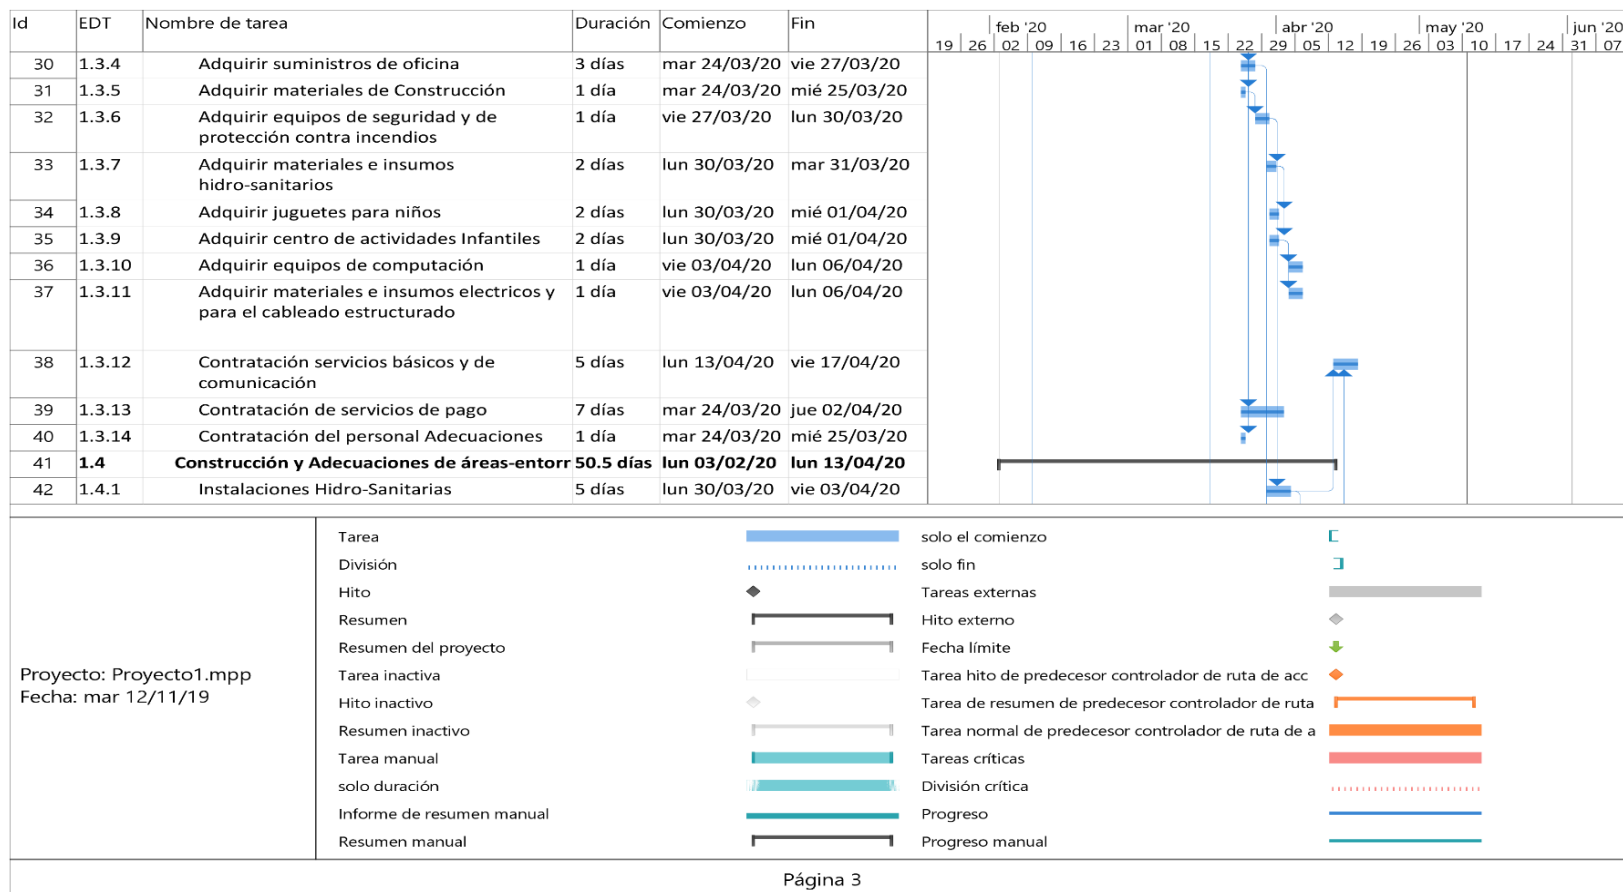 Id EDT Nombre de tarea Duración Comienzo Fin
feb '20 mar '20 abr '20 may '20 jun '20
19 26 02 09 16 23 01 08 15 22 29 05 12 19 26 03 10 17 24 31 07
30 1.3.4 Adquirir suministros de oficina 3 días mar 24/03/20 vie 27/03/20
31 1.3.5 Adquirir materiales de Construcción 1 día mar 24/03/20 mié 25/03/20
32 1.3.6 Adquirir equipos de seguridad y de 1 día vie 27/03/20 lun 30/03/20
protección contra incendios
33 1.3.7 Adquirir materiales e insumos 2 días lun 30/03/20 mar 31/03/20
hidro-sanitarios
34 1.3.8 Adquirir juguetes para niños 2 días lun 30/03/20 mié 01/04/20
35 1.3.9 Adquirir centro de actividades Infantiles 2 días lun 30/03/20 mié 01/04/20
36 1.3.10 Adquirir equipos de computación 1 día vie 03/04/20 lun 06/04/20
37 1.3.11 Adquirir materiales e insumos electricos y 1 día vie 03/04/20 lun 06/04/20
para el cableado estructurado
38 1.3.12 Contratación servicios básicos y de 5 días lun 13/04/20 vie 17/04/20
comunicación
39 1.3.13 Contratación de servicios de pago 7 días mar 24/03/20 jue 02/04/20
40 1.3.14 Contratación del personal Adecuaciones 1 día mar 24/03/20 mié 25/03/20
41 1.4 Construcción y Adecuaciones de áreas-entorr 50.5 días lun 03/02/20 lun 13/04/20
42 1.4.1 Instalaciones Hidro-Sanitarias 5 días lun 30/03/20 vie 03/04/20
Proyecto: Proyecto1.mpp
Fecha: mar 12/11/19
Tarea
División
Hito
Resumen
Resumen del proyecto
Tarea inactiva
Hito inactivo
Resumen inactivo
Tarea manual
solo duración
Informe de resumen manual
Resumen manual
solo el comienzo
solo fin
Tareas externas
Hito externo
Fecha límite
Tarea hito de predecesor controlador de ruta de acc
Tarea de resumen de predecesor controlador de ruta
Tarea normal de predecesor controlador de ruta de a
Tareas críticas
División crítica
Progreso
Progreso manual
Página 3